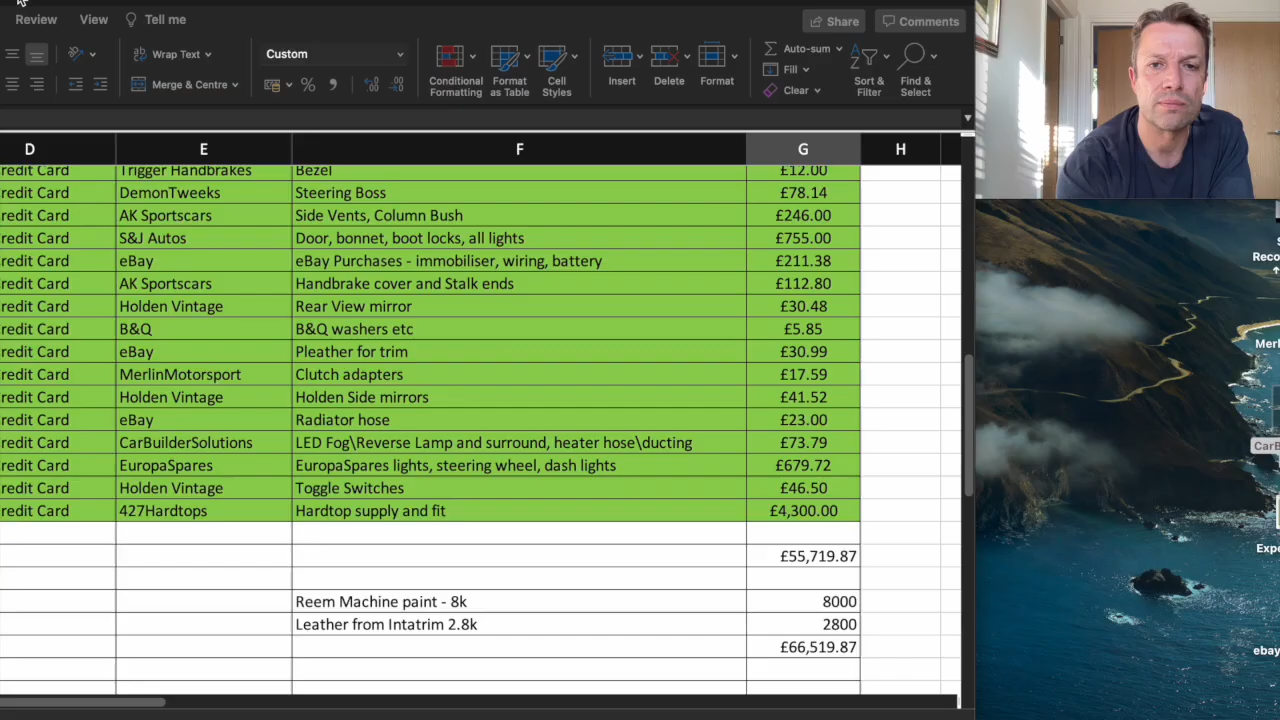 Review View Tell me Share Comments
Wrap Text Custom Auto-sum
Merge & Centre % Conditional Formatting Format as Table Cell Styles Insert Delete Format Fill Clear Sort & Filter Find & Select
D E F G H
redit Card Trigger Handbrakes Bezel £12.00
redit Card DemonTweeks Steering Boss £78.14
redit Card AK Sportscars Side Vents, Column Bush £246.00
redit Card S&J Autos Door, bonnet, boot locks, all lights £755.00
redit Card eBay eBay Purchases - immobiliser, wiring, battery £211.38
redit Card AK Sportscars Handbrake cover and Stalk ends £112.80
redit Card Holden Vintage Rear View mirror £30.48
redit Card B&Q B&Q washers etc £5.85
redit Card eBay Pleather for trim £30.99
redit Card MerlinMotorsport Clutch adapters £17.59
redit Card Holden Vintage Holden Side mirrors £41.52
redit Card eBay Radiator hose £23.00
redit Card CarBuilderSolutions LED Fog\Reverse Lamp and surround, heater hose\ducting £73.79
redit Card EuropaSpares EuropaSpares lights, steering wheel, dash lights £679.72
redit Card Holden Vintage Toggle Switches £46.50
redit Card 427Hardtops Hardtop supply and fit £4,300.00
£55,719.87
Reem Machine paint - 8k 8000
Leather from Intatrim 2.8k 2800
£66,519.87
S
Reco
Merl
CarB
Expe
ebay